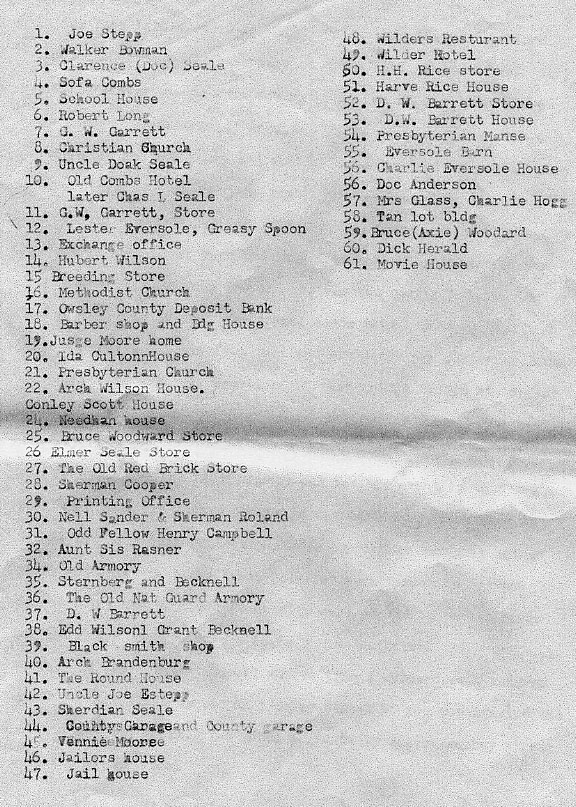 1. Joe Stepp
2. Walker Bowman
3. Clarence (Doc) Seale
4. Sofa Combs
5. School House
6. Robert Long
7. G. W. Garrett
8. Christian Church
9. Uncle Doak Seale
10. Old Combs Hotel
later Chas L Seale
11. G.W, Garrett, Store
12. Lester Eversole, Greasy Spoon
13. Exchange office
14. Hubert Wilson
15 Breeding Store
16. Methodist Church
17. Owsley County Deposit Bank
18. Barber shop and Bdg House
19.Jusge Moore home
20. Ida CultonnHouse
21. Presbyterian Church
22. Arch Wilson House.
Conley Scott House
24. Needham house
25. Bruce Woodward Store
26 Elmer Seale Store
27. The Old Red Brick Store
28. Sherman Cooper
29. Printing Office
30. Nell Sander & Sherman Roland
31. Odd Fellow Henry Campbell
32. Aunt Sis Rasner
34. Old Armory
35. Sternberg and Becknell
36. The Old Nat Guard Armory
37. D. W Barrett
38. Edd Wilsonl Grant Becknell
39. Black smith shop
40. Arch Brandenburg
41. The Round House
42. Uncle Joe Estepp
43. Sherdian Seale
44. Garage and County garage
45. Vennie Moore
46. Jailors house
47. Jail house
48. Wilders Resturant
49. Wilder Hotel
50. H.H. Rice store
51. Harve Rice House
52. D. W. Barrett Store
53. D.W. Barrett House
54. Presbyterian Manse
55. Eversole Barn
56. Charlie Eversole House
56. Doc Anderson
57. Mrs Glass, Charlie Hogg
58. Tan lot bldg
59.Bruce(Axie) Woodard
60. Dick Herald
61. Movie House